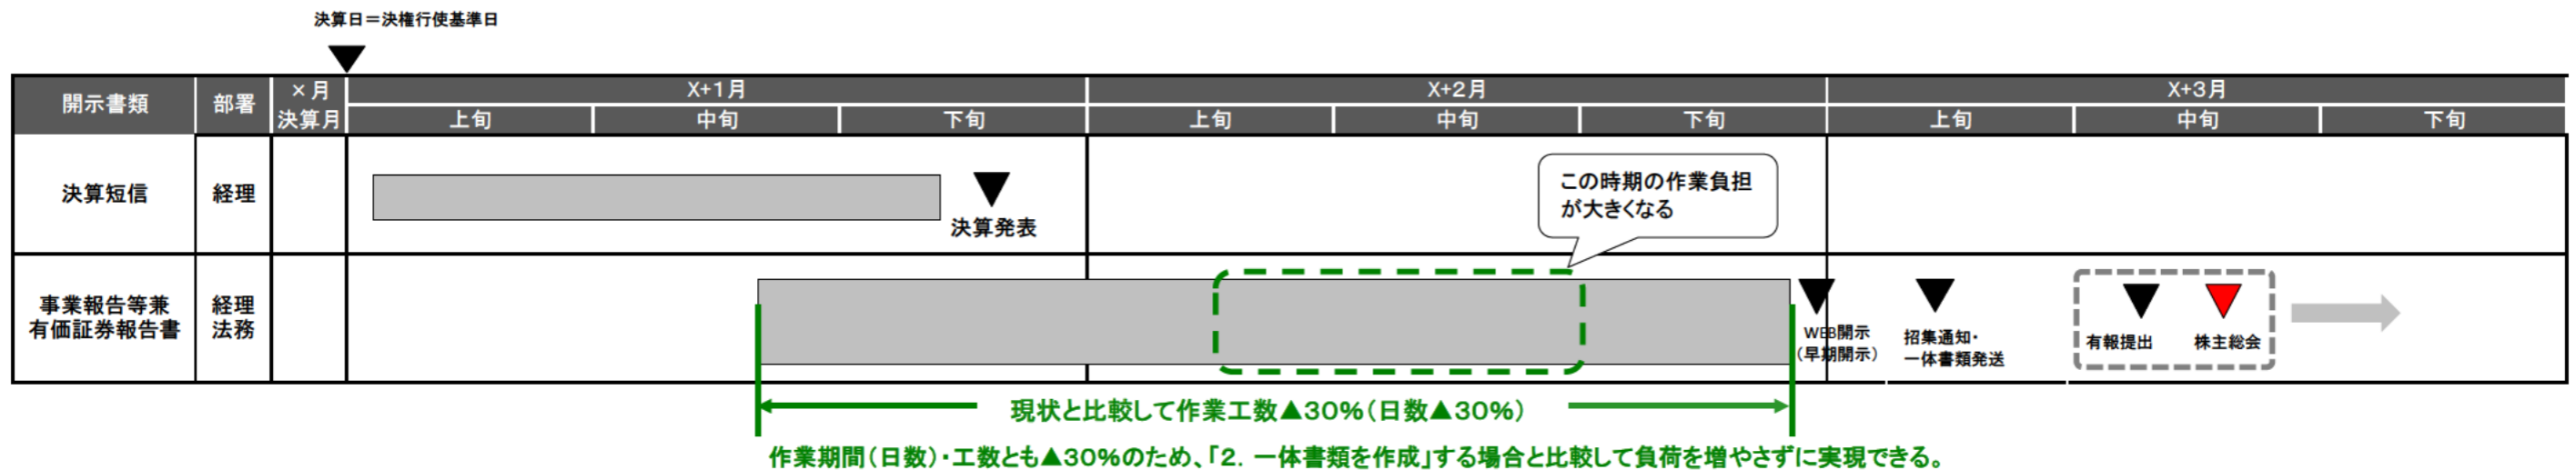 決算日=決権行使基準日
開示書類 部署 ×月 決算月 X+1月 X+2月 X+3月
上旬 中旬 下旬 上旬 中旬 下旬 上旬 中旬 下旬
この時期の作業負担
が大きくなる
決算短信 経理
決算発表
事業報告等兼
有価証券報告書
経理
法務
WEB開示
(早期開示)
招集通知・
一体書類発送
有報提出 株主総会
現状と比較して作業工数▲30%(日数▲30%)
作業期間(日数)・工数とも▲30%のため、「2. 一体書類を作成」する場合と比較して負荷を増やさずに実現できる。